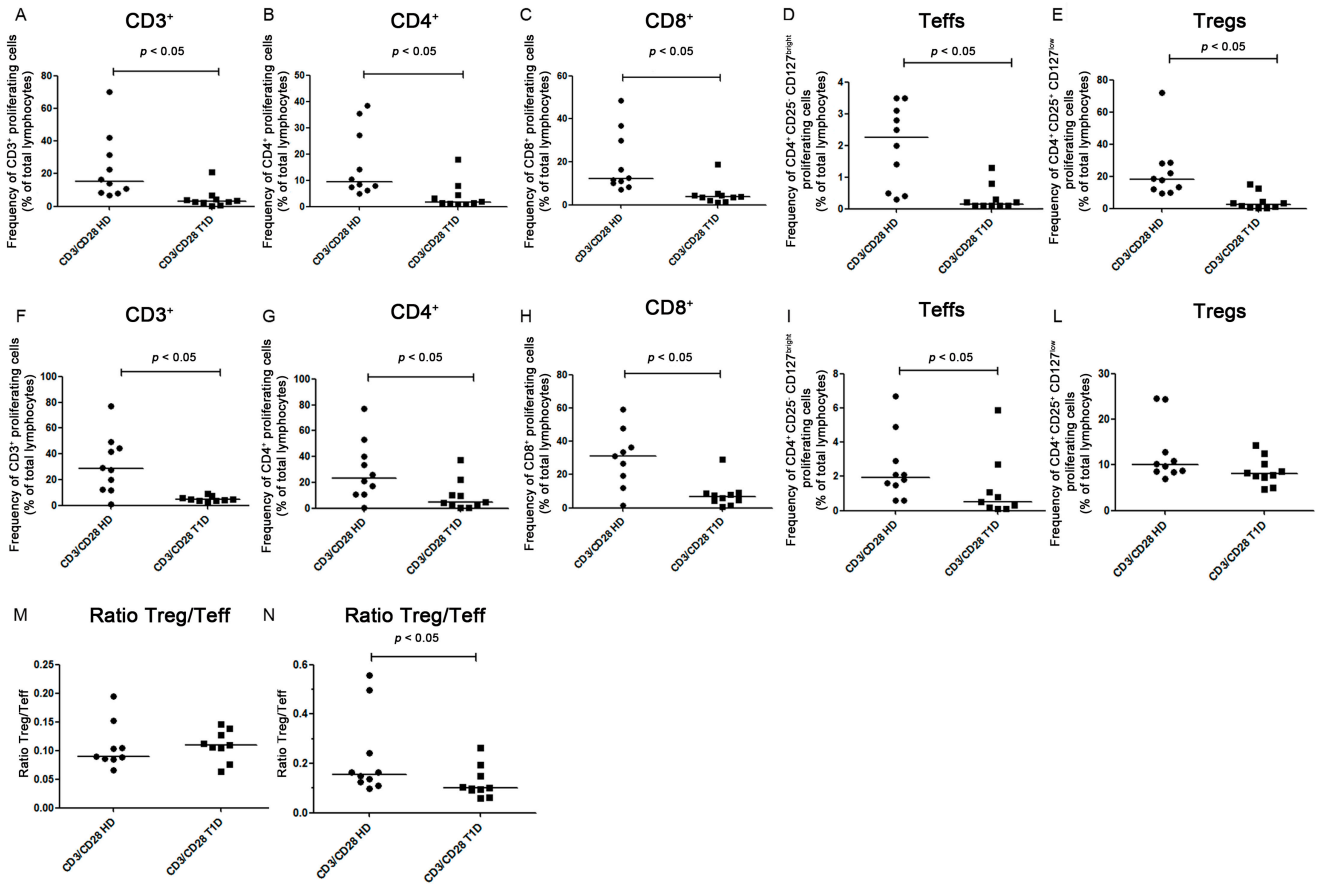 A
CD3⁺
p < 0.05
Frequency of CD3⁺ proliferating cells
(% of total lymphocytes)
80
60
40
20
0
CD3/CD28 HD
CD3/CD28 T1D
B
CD4⁺
p < 0.05
Frequency of CD4⁺ proliferating cells
(% of total lymphocytes)
50
40
30
20
10
0
CD3/CD28 HD
CD3/CD28 T1D
C
CD8⁺
p < 0.05
Frequency of CD8⁺ proliferating cells
(% of total lymphocytes)
60
40
20
0
CD3/CD28 HD
CD3/CD28 T1D
D
Teffs
p < 0.05
Frequency of CD4⁺ CD25⁻ CD127ᵇʳⁱᵍʰᵗ
proliferating cells
(% of total lymphocytes)
4
3
2
1
0
CD3/CD28 HD
CD3/CD28 T1D
E
Tregs
p < 0.05
Frequency of CD4⁺ CD25⁺ CD127ˡᵒʷ
proliferating cells
(% of total lymphocytes)
80
60
40
20
0
CD3/CD28 HD
CD3/CD28 T1D
F
CD3⁺
p < 0.05
Frequency of CD3⁺ proliferating cells
(% of total lymphocytes)
100
80
60
40
20
0
CD3/CD28 HD
CD3/CD28 T1D
G
CD4⁺
p < 0.05
Frequency of CD4⁺ proliferating cells
(% of total lymphocytes)
100
80
60
40
20
0
CD3/CD28 HD
CD3/CD28 T1D
H
CD8⁺
p < 0.05
Frequency of CD8⁺ proliferating cells
(% of total lymphocytes)
80
60
40
20
0
CD3/CD28 HD
CD3/CD28 T1D
I
Teffs
p < 0.05
Frequency of CD4⁺ CD25⁻ CD127ᵇʳⁱᵍʰᵗ
proliferating cells
(% of total lymphocytes)
8
6
4
2
0
CD3/CD28 HD
CD3/CD28 T1D
L
Tregs
Frequency of CD4⁺ CD25⁺ CD127ˡᵒʷ
proliferating cells
(% of total lymphocytes)
30
20
10
0
CD3/CD28 HD
CD3/CD28 T1D
M
Ratio Treg/Teff
Ratio Treg/Teff
0.25
0.20
0.15
0.10
0.05
0.00
CD3/CD28 HD
CD3/CD28 T1D
N
Ratio Treg/Teff
p < 0.05
Ratio Treg/Teff
0.6
0.4
0.2
0.0
CD3/CD28 HD
CD3/CD28 T1D